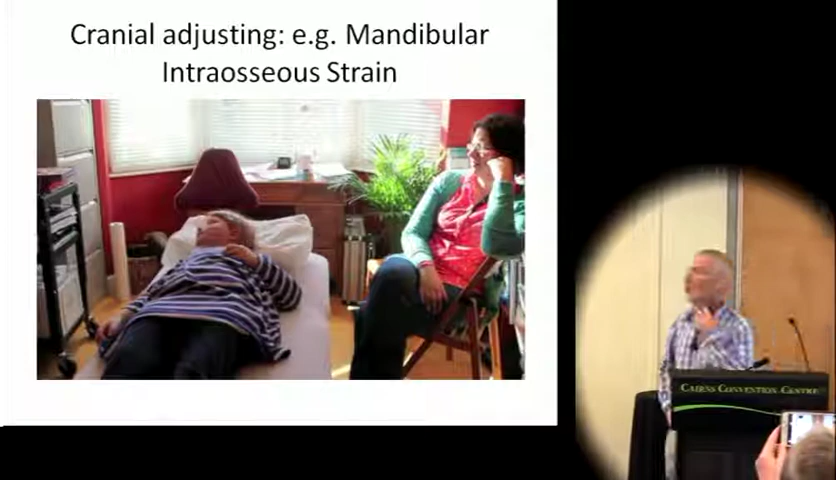 Cranial adjusting: e.g. Mandibular
Intraosseous Strain
CAIRNS CONVENTION CENTRE